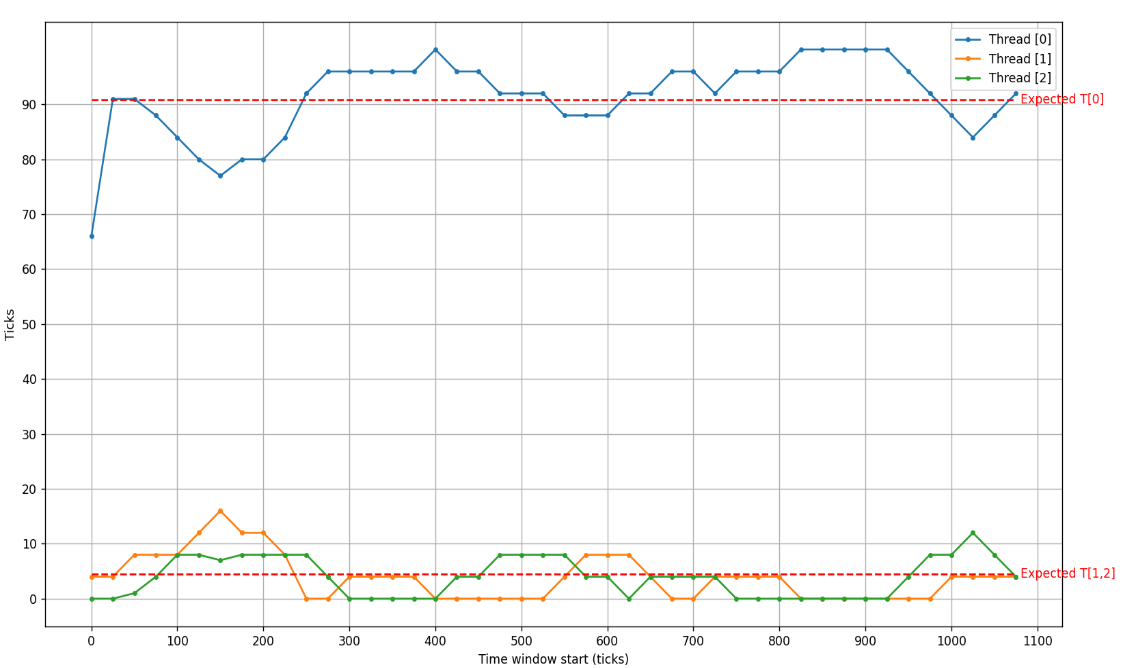 Thread [0]
Thread [1]
Thread [2]
90
80
70
60
50
40
30
20
10
0
Expected T[0]
Expected T[1,2]
Ticks
0 100 200 300 400 500 600 700 800 900 1000 1100
Time window start (ticks)